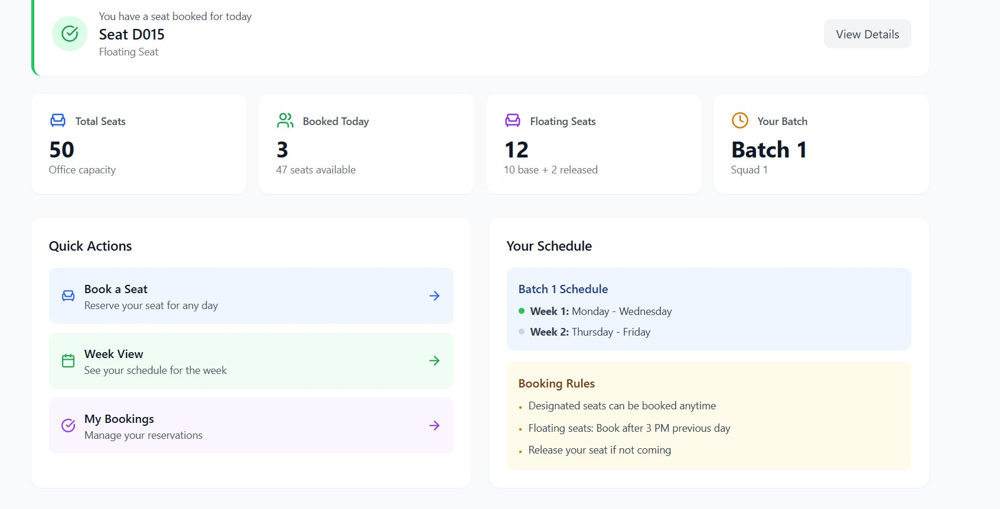 You have a seat booked for today
Seat D015
Floating Seat
View Details
Total Seats
50
Office capacity
Booked Today
3
47 seats available
Floating Seats
12
10 base + 2 released
Your Batch
Batch 1
Squad 1
Quick Actions
Book a Seat
Reserve your seat for any day
Week View
See your schedule for the week
My Bookings
Manage your reservations
Your Schedule
Batch 1 Schedule
Week 1: Monday - Wednesday
Week 2: Thursday - Friday
Booking Rules
• Designated seats can be booked anytime
• Floating seats: Book after 3 PM previous day
• Release your seat if not coming